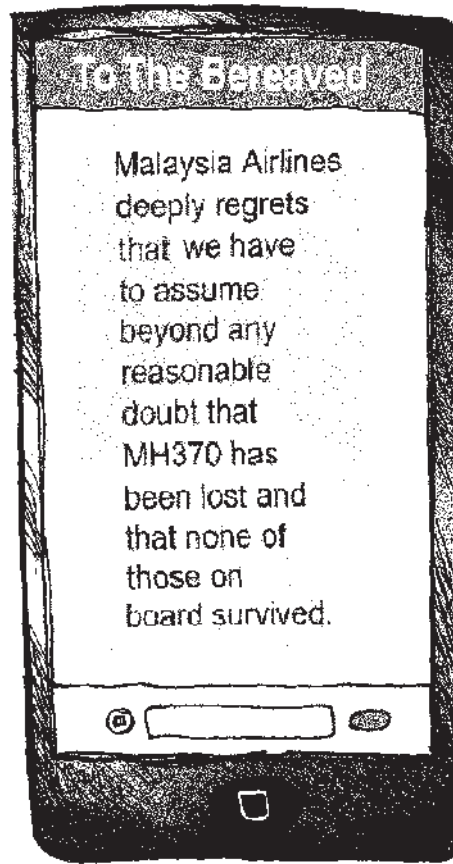 To The Bereaved
Malaysia Airlines
deeply regrets
that we have
to assume
beyond any
reasonable
doubt that
MH370 has
been lost and
that none of
those on
board survived.